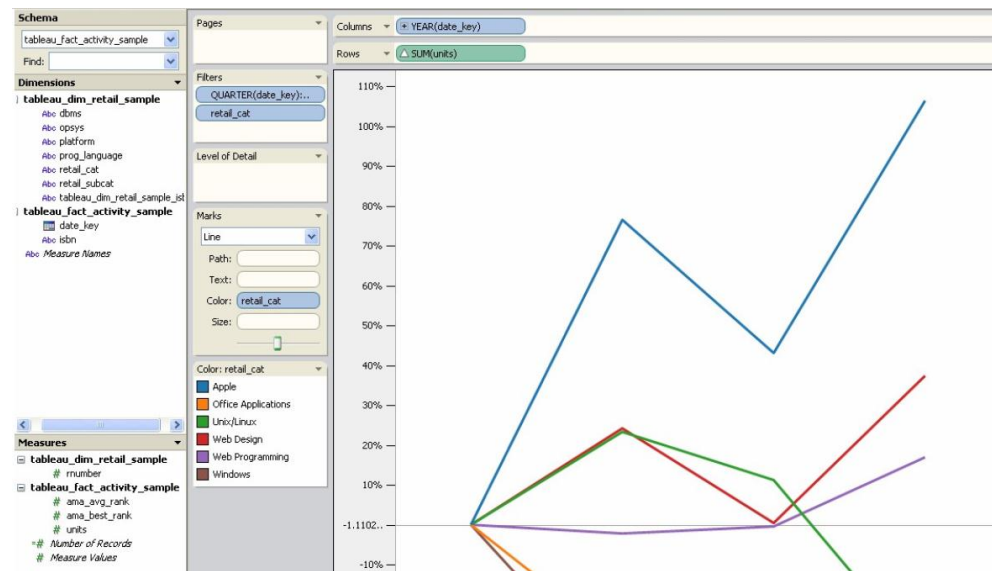 Schema
tableau_fact_activity_sample
Find:
Dimensions
tableau_dim_retail_sample
Abc dbms
Abc opsys
Abc platform
Abc prog_language
Abc retail_cat
Abc retail_subcat
Abc tableau_dim_retail_sample_isb
tableau_fact_activity_sample
date_key
Abc isbn
Abc Measure Names
Measures
tableau_dim_retail_sample
# rnumber
tableau_fact_activity_sample
# ama_avg_rank
# ama_best_rank
# units
# Number of Records
# Measure Values
Pages
Filters
QUARTER(date_key):..
retail_cat
Level of Detail
Marks
Line
Path:
Text:
Color: retail_cat
Size:
Color: retail_cat
Apple
Office Applications
Unix/Linux
Web Design
Web Programming
Windows
Columns YEAR(date_key)
Rows SUM(units)
110%
100%
90%
80%
70%
60%
50%
40%
30%
20%
10%
-1.1102..
-10%